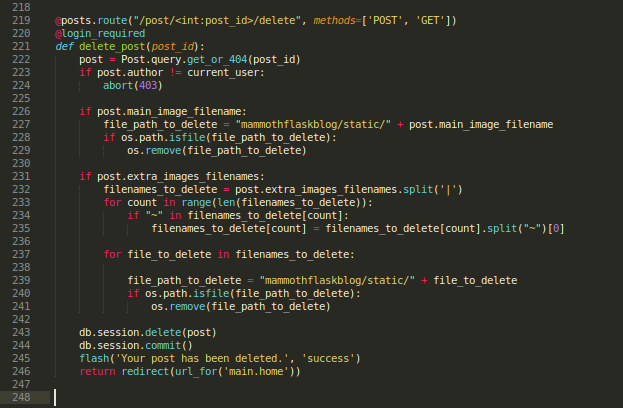 218
219 @posts.route("/post/<int:post_id>/delete", methods=['POST', 'GET'])
220 @login_required
221 def delete_post(post_id):
222     post = Post.query.get_or_404(post_id)
223     if post.author != current_user:
224         abort(403)
225
226     if post.main_image_filename:
227         file_path_to_delete = "mammothflaskblog/static/" + post.main_image_filename
228         if os.path.isfile(file_path_to_delete):
229             os.remove(file_path_to_delete)
230
231     if post.extra_images_filenames:
232         filenames_to_delete = post.extra_images_filenames.split('|')
233         for count in range(len(filenames_to_delete)):
234             if "~" in filenames_to_delete[count]:
235                 filenames_to_delete[count] = filenames_to_delete[count].split("~")[0]
236
237         for file_to_delete in filenames_to_delete:
238
239             file_path_to_delete = "mammothflaskblog/static/" + file_to_delete
240             if os.path.isfile(file_path_to_delete):
241                 os.remove(file_path_to_delete)
242
243     db.session.delete(post)
244     db.session.commit()
245     flash('Your post has been deleted.', 'success')
246     return redirect(url_for('main.home'))
247
248